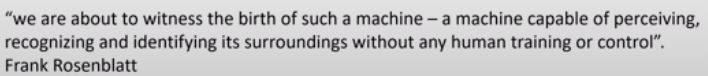 “we are about to witness the birth of such a machine – a machine capable of perceiving,
recognizing and identifying its surroundings without any human training or control”.
Frank Rosenblatt